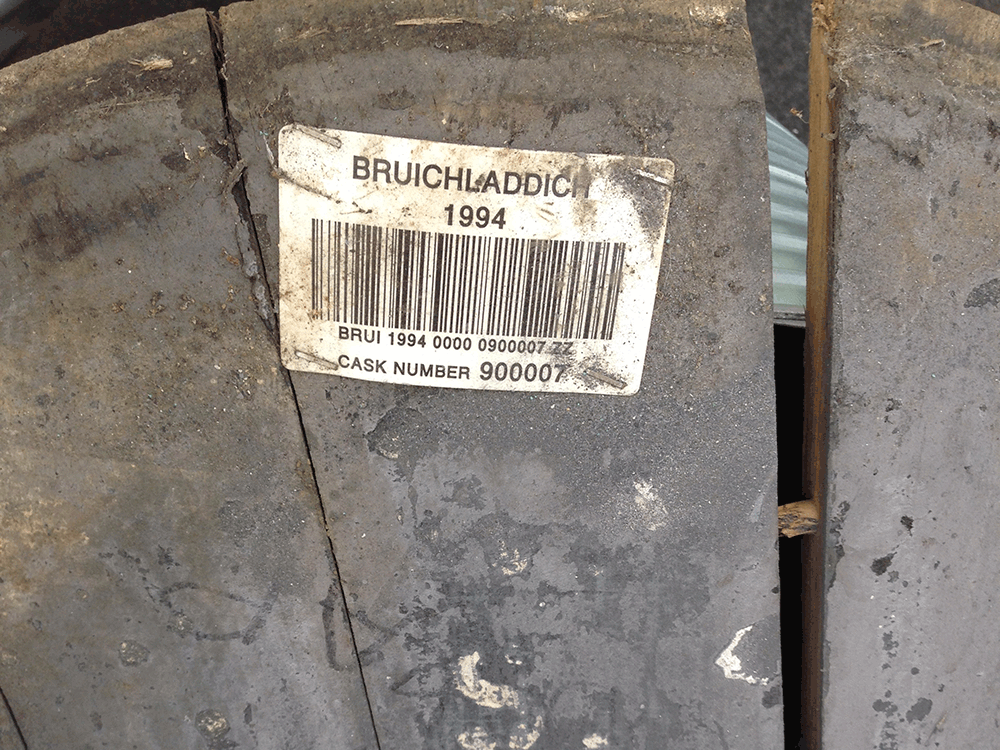 BRUICHLADDICH
1994
BRUI 1994 0000 0900007 ZZ
CASK NUMBER 900007